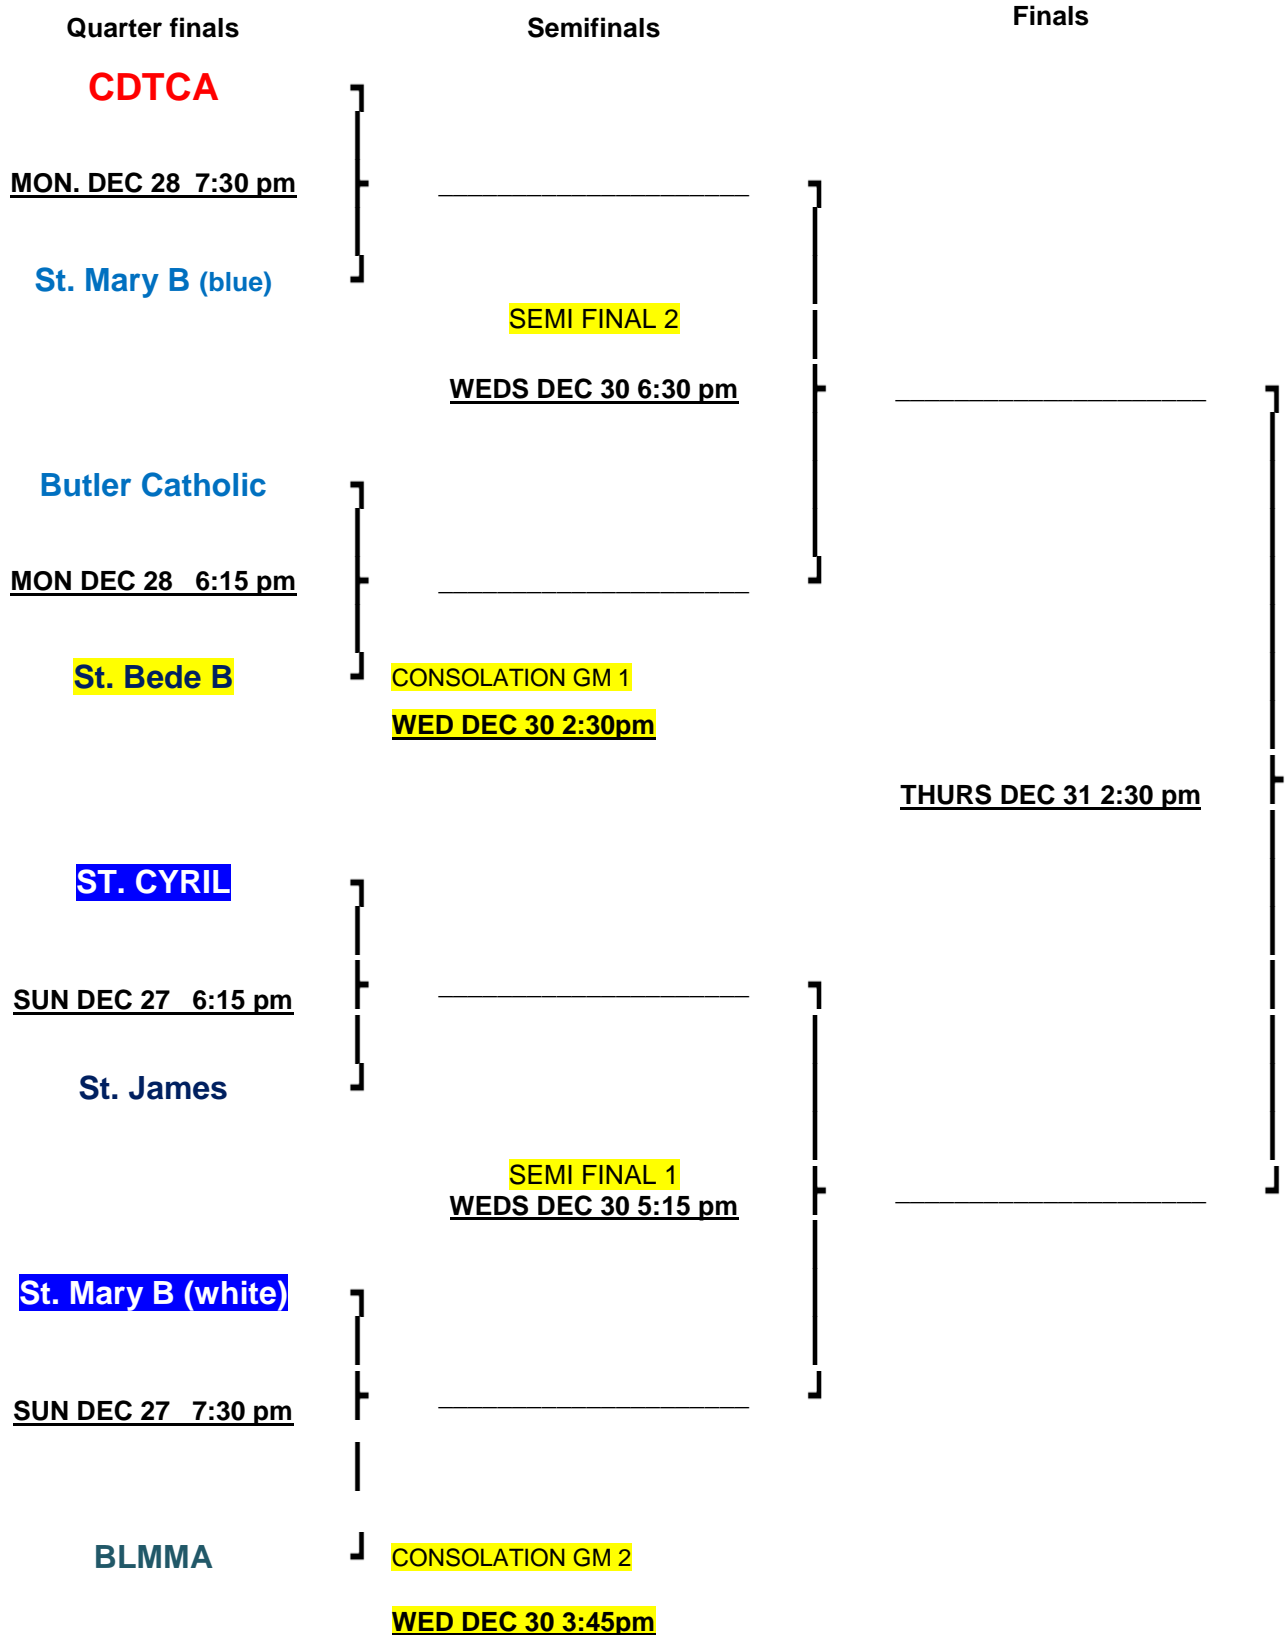 Quarter finals Semifinals Finals
CDTCA
MON. DEC 28 7:30 pm
St. Mary B (blue)
SEMI FINAL 2
WEDS DEC 30 6:30 pm
Butler Catholic
MON DEC 28 6:15 pm
St. Bede B CONSOLATION GM 1
WED DEC 30 2:30pm
THURS DEC 31 2:30 pm
ST. CYRIL
SUN DEC 27 6:15 pm
St. James
SEMI FINAL 1
WEDS DEC 30 5:15 pm
St. Mary B (white)
SUN DEC 27 7:30 pm
BLMMA CONSOLATION GM 2
WED DEC 30 3:45pm